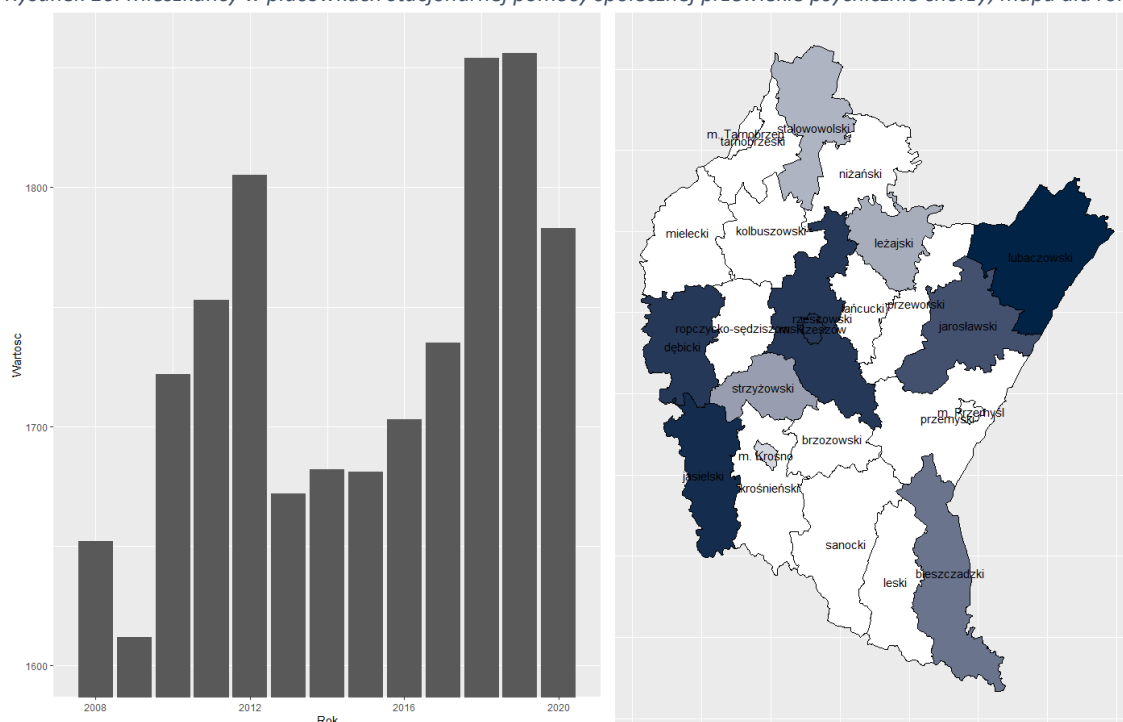 Rysunek 26. Mieszkańcy w placówkach stacjonarnej pomocy społecznej przewlekle psychicznie chorzy, mapa dla
1800
1700
1600
Wartosc
2008
2012
2016
2020
Rok
stalowowolski
m. Tarnobrzeg
tarnobrzeski
niżański
mielecki
kolbuszowski
leżajski
lubaczowski
łańcucki
przeworski
rzeszowski
ropczycko-sędziszowski
m. Rzeszów
jarosławski
dębicki
strzyżowski
m. Przemyśl
przemyski
brzozowski
m. Krosno
jasielski
krośnieński
sanocki
bieszczadzki
leski